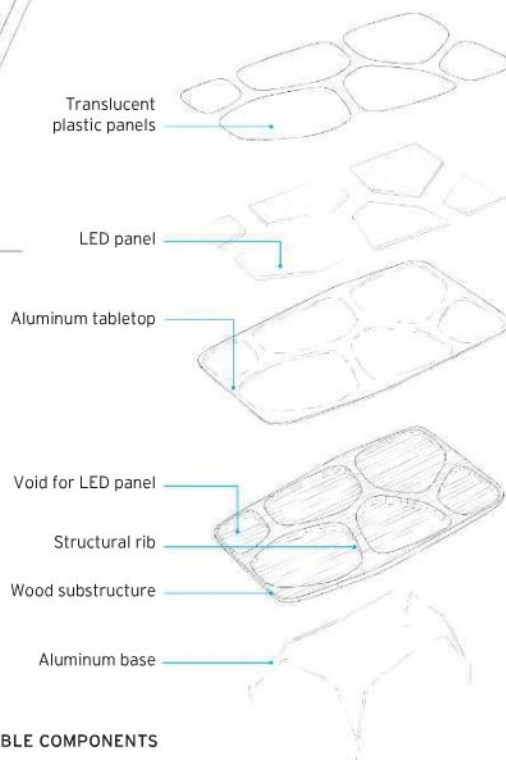 Translucent
plastic panels
LED panel
Aluminum tabletop
Void for LED panel
Structural rib
Wood substructure
Aluminum base
BLE COMPONENTS